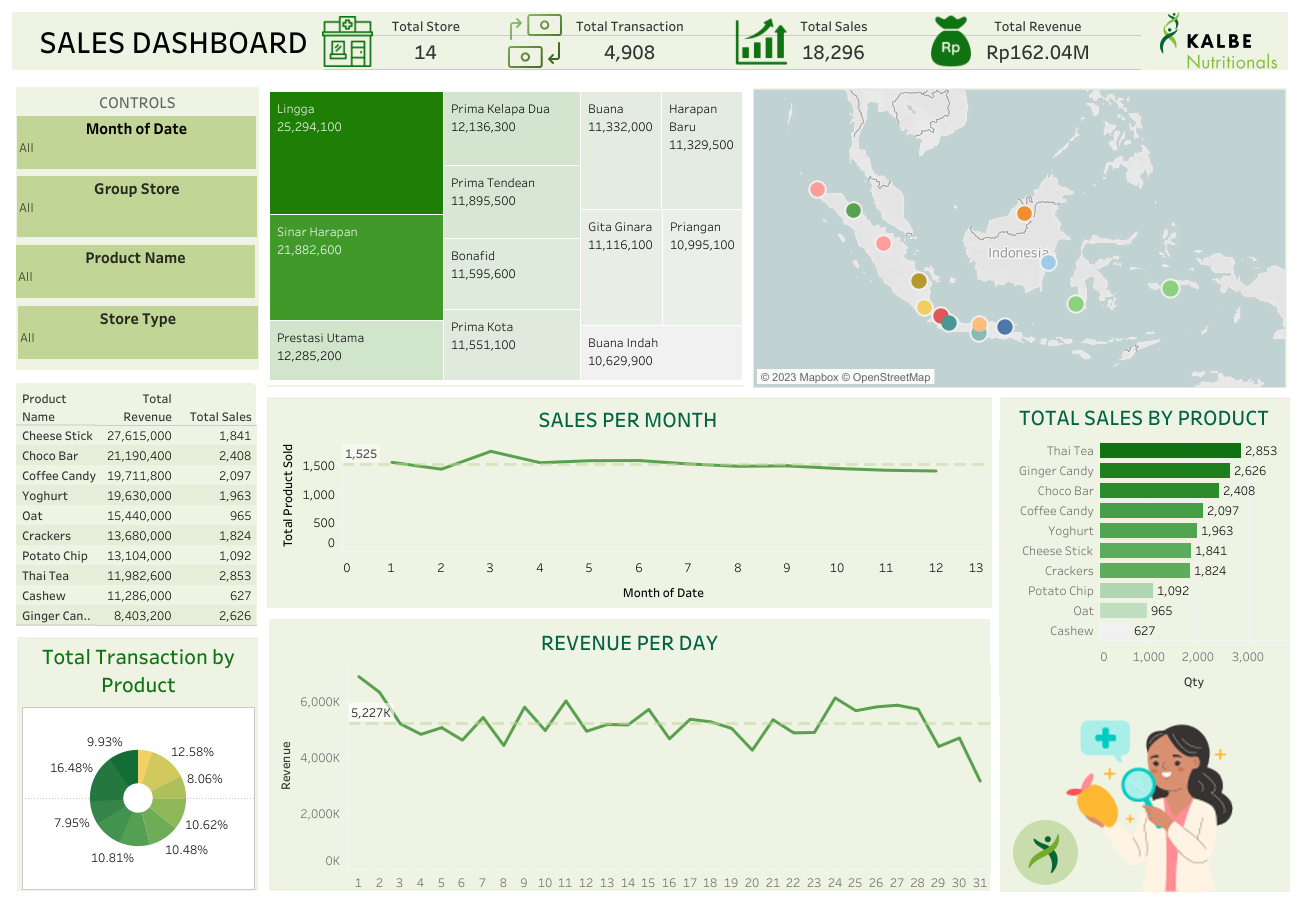 SALES DASHBOARD
Total Store
14
Total Transaction
4,908
Total Sales
18,296
Rp
Total Revenue
Rp162.04M
KALBE
Nutritionals
CONTROLS
Month of Date
All
Group Store
All
Product Name
All
Store Type
All
Lingga
25,294,100
Sinar Harapan
21,882,600
Prestasi Utama
12,285,200
Prima Kelapa Dua
12,136,300
Prima Tendean
11,895,500
Bonafid
11,595,600
Prima Kota
11,551,100
Buana
11,332,000
Harapan
Baru
11,329,500
Gita Ginara
11,116,100
Priangan
10,995,100
Buana Indah
10,629,900
Indonesia
© 2023 Mapbox © OpenStreetMap
Product Name Total Revenue Total Sales
Cheese Stick 27,615,000 1,841
Choco Bar 21,190,400 2,408
Coffee Candy 19,711,800 2,097
Yoghurt 19,630,000 1,963
Oat 15,440,000 965
Crackers 13,680,000 1,824
Potato Chip 13,104,000 1,092
Thai Tea 11,982,600 2,853
Cashew 11,286,000 627
Ginger Can.. 8,403,200 2,626
SALES PER MONTH
Total Product Sold
1,525
1,500
1,000
500
0
0 1 2 3 4 5 6 7 8 9 10 11 12 13
Month of Date
TOTAL SALES BY PRODUCT
Thai Tea 2,853
Ginger Candy 2,626
Choco Bar 2,408
Coffee Candy 2,097
Yoghurt 1,963
Cheese Stick 1,841
Crackers 1,824
Potato Chip 1,092
Oat 965
Cashew 627
0 1,000 2,000 3,000
Qty
Total Transaction by
Product
9.93%
12.58%
16.48%
8.06%
7.95%
10.62%
10.81%
10.48%
REVENUE PER DAY
Revenue
6,000K
5,227K
4,000K
2,000K
0K
1 2 3 4 5 6 7 8 9 10 11 12 13 14 15 16 17 18 19 20 21 22 23 24 25 26 27 28 29 30 31